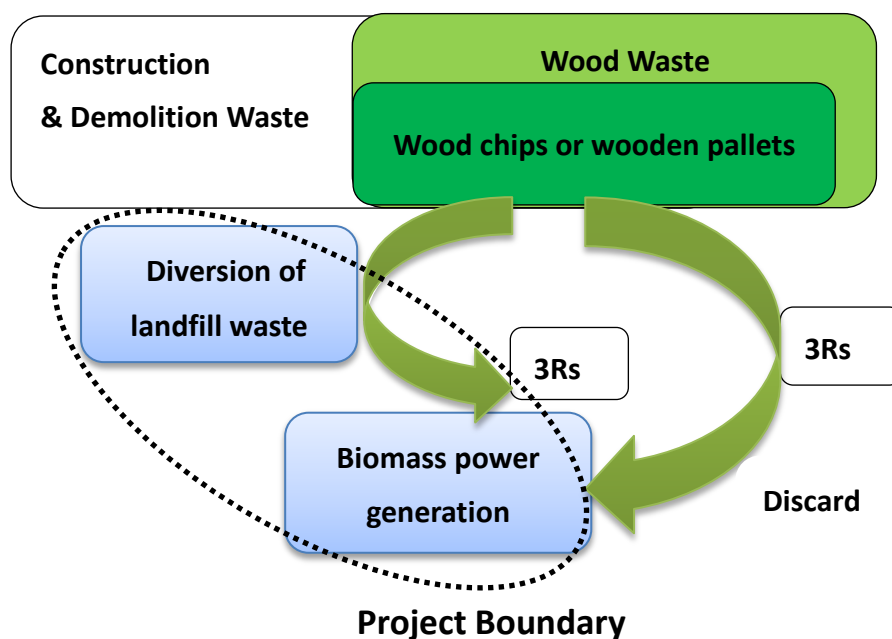 Construction
& Demolition Waste
Wood Waste
Wood chips or wooden pallets
Diversion of
landfill waste
3Rs
3Rs
Biomass power
generation
Discard
Project Boundary